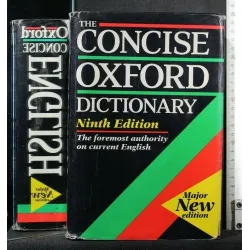 THE
CONCISE
OXFORD
DICTIONARY
Ninth Edition
The foremost authority
on current English
Major
New
edition
Oxford
CONCISE
ENGLISH
Major
New
edition